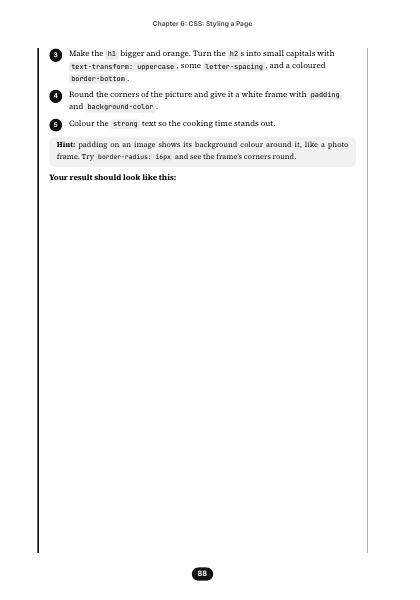 Chapter 6: CSS: Styling a Page
3 Make the h1 bigger and orange. Turn the h2s into small capitals with
text-transform: uppercase, some letter-spacing, and a coloured
border-bottom.
4 Round the corners of the picture and give it a white frame with padding
and background-color.
5 Colour the strong text so the cooking time stands out.
Hint: padding on an image shows its background colour around it, like a photo
frame. Try border-radius: 16px and see the frame's corners round.
Your result should look like this:
88